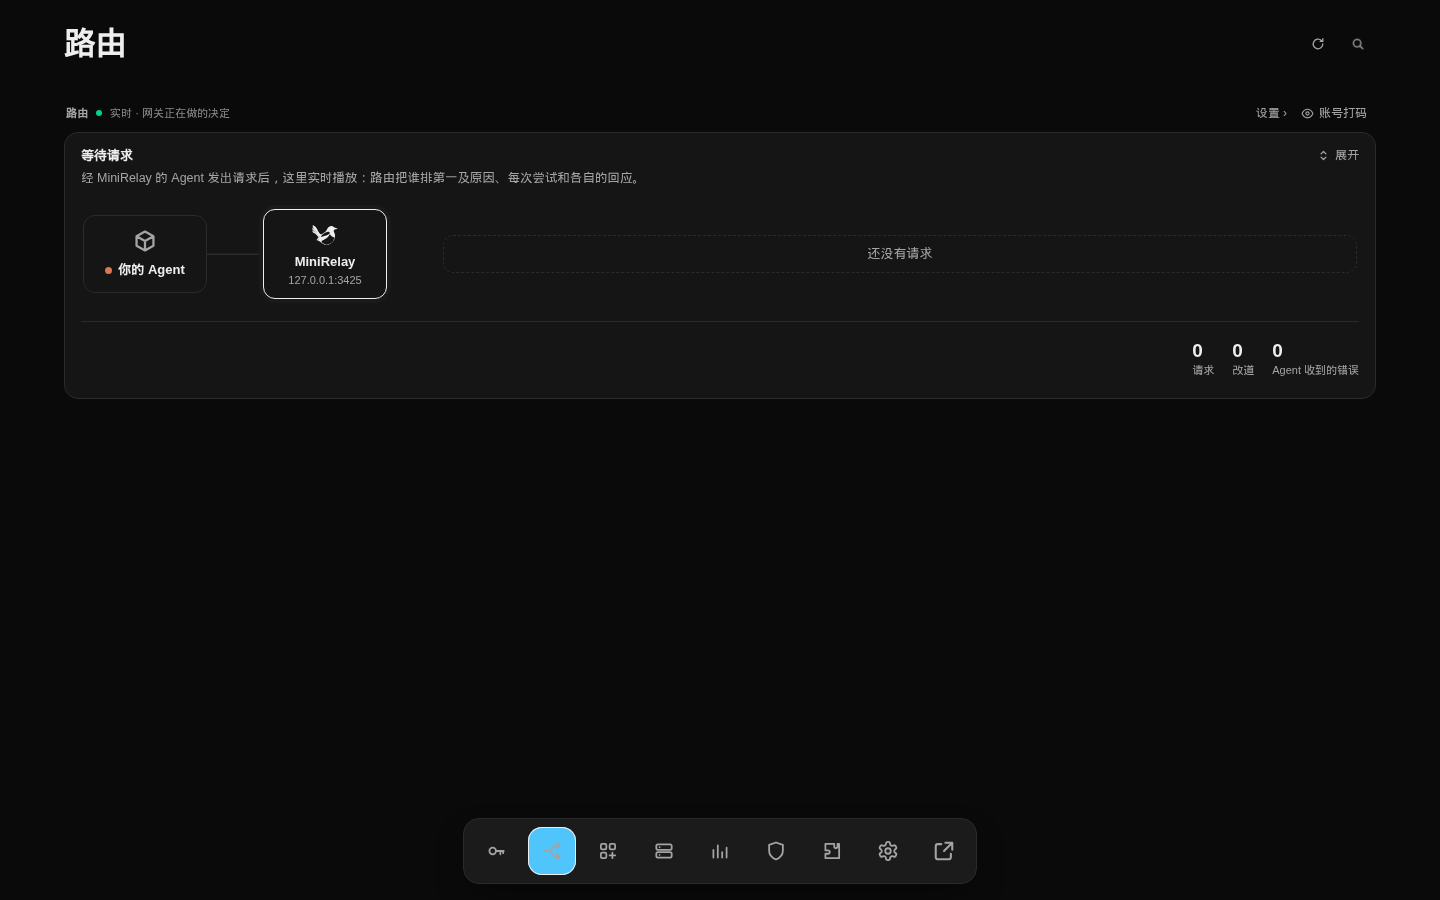 路由
路由 实时 · 网关正在做的决定 设置 › 账号打码
等待请求 展开
经 MiniRelay 的 Agent 发出请求后，这里实时播放：路由把谁排第一及原因、每次尝试和各自的回应。
你的 Agent
MiniRelay
127.0.0.1:3425
还没有请求
0 0 0
请求 改道 Agent 收到的错误